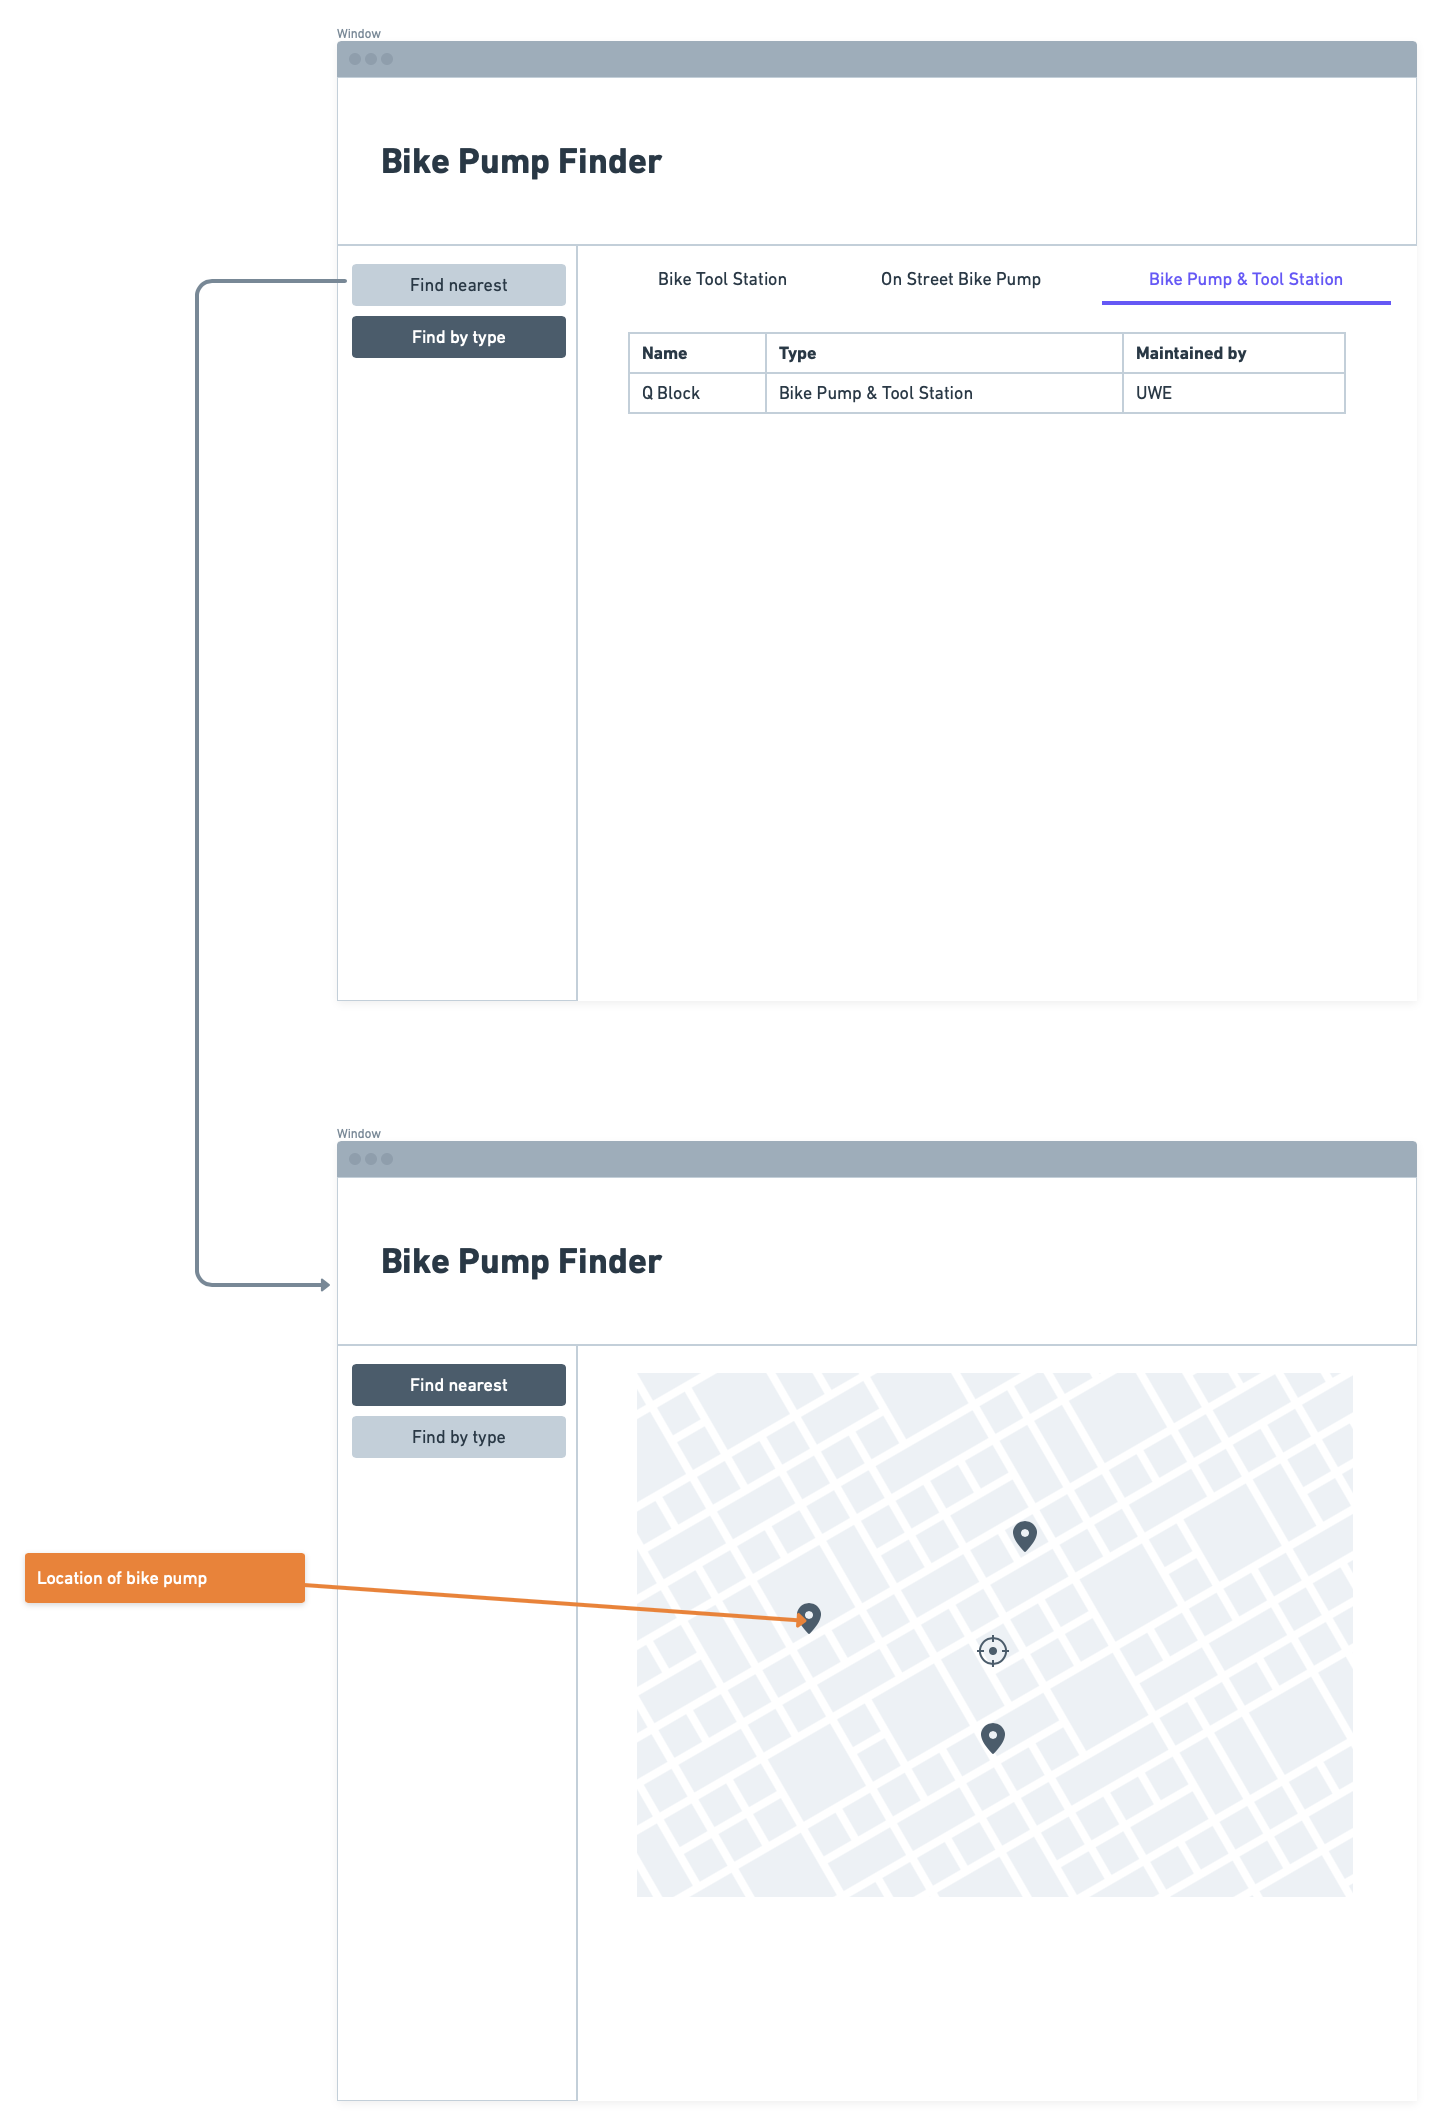 Window
Bike Pump Finder
Find nearest
Find by type
Bike Tool Station
On Street Bike Pump
Bike Pump & Tool Station
Name Type Maintained by
Q Block Bike Pump & Tool Station UWE
Window
Bike Pump Finder
Find nearest
Find by type
Location of bike pump